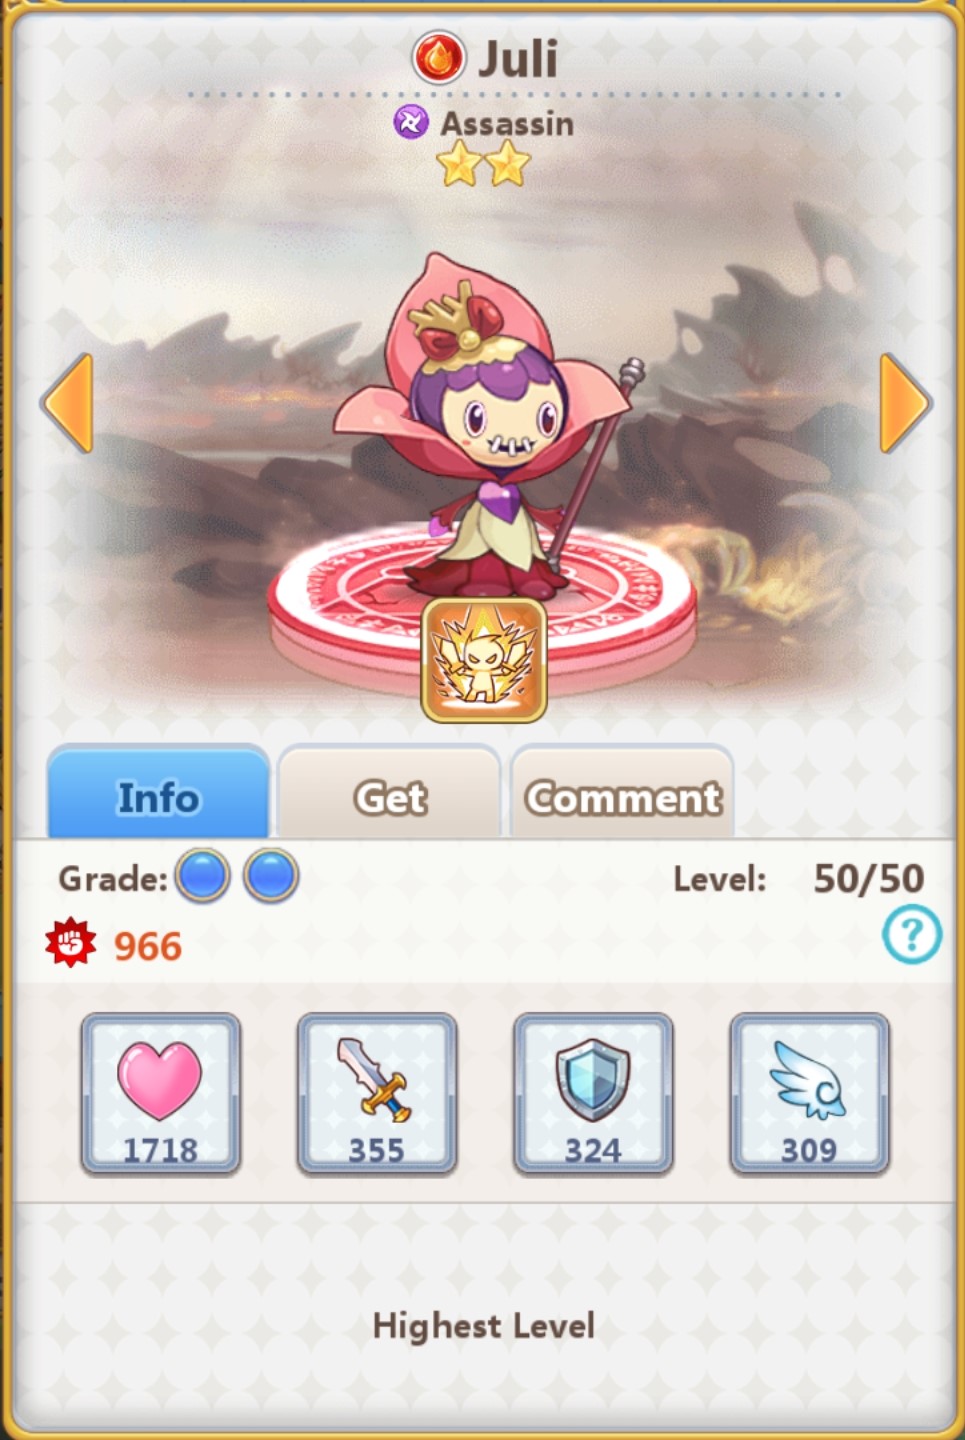 Juli
Assassin
Info Get Comment
Grade: Level: 50/50
966 ?
1718 355 324 309
Highest Level